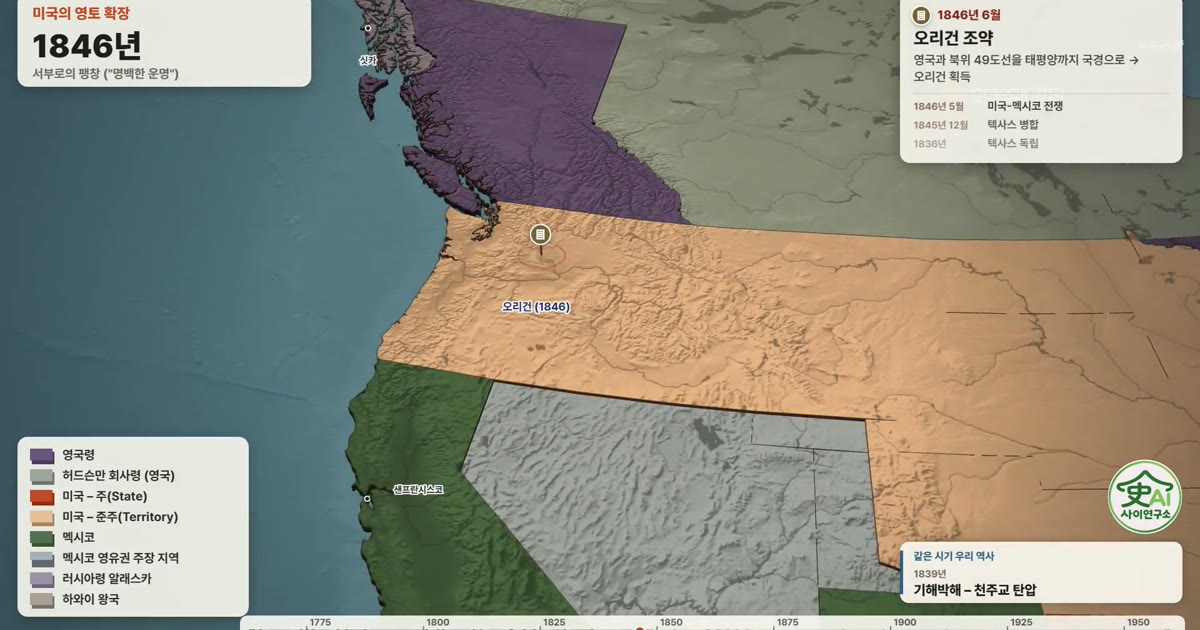 미국의 영토 확장
1846년
서부로의 팽창 ("명백한 운명")
1846년 6월
오리건 조약
영국과 북위 49도선을 태평양까지 국경으로 →
오리건 획득
1846년 5월 미국-멕시코 전쟁
1845년 12월 텍사스 병합
1836년 텍사스 독립
싯카
오리건 (1846)
샌프란시스코
영국령
허드슨만 회사령 (영국)
미국 – 주(State)
미국 – 준주(Territory)
멕시코
멕시코 영유권 주장 지역
러시아령 알래스카
하와이 왕국
史AI
사이연구소
같은 시기 우리 역사
1839년
기해박해 – 천주교 탄압
1775 1800 1825 1850 1875 1900 1925 1950